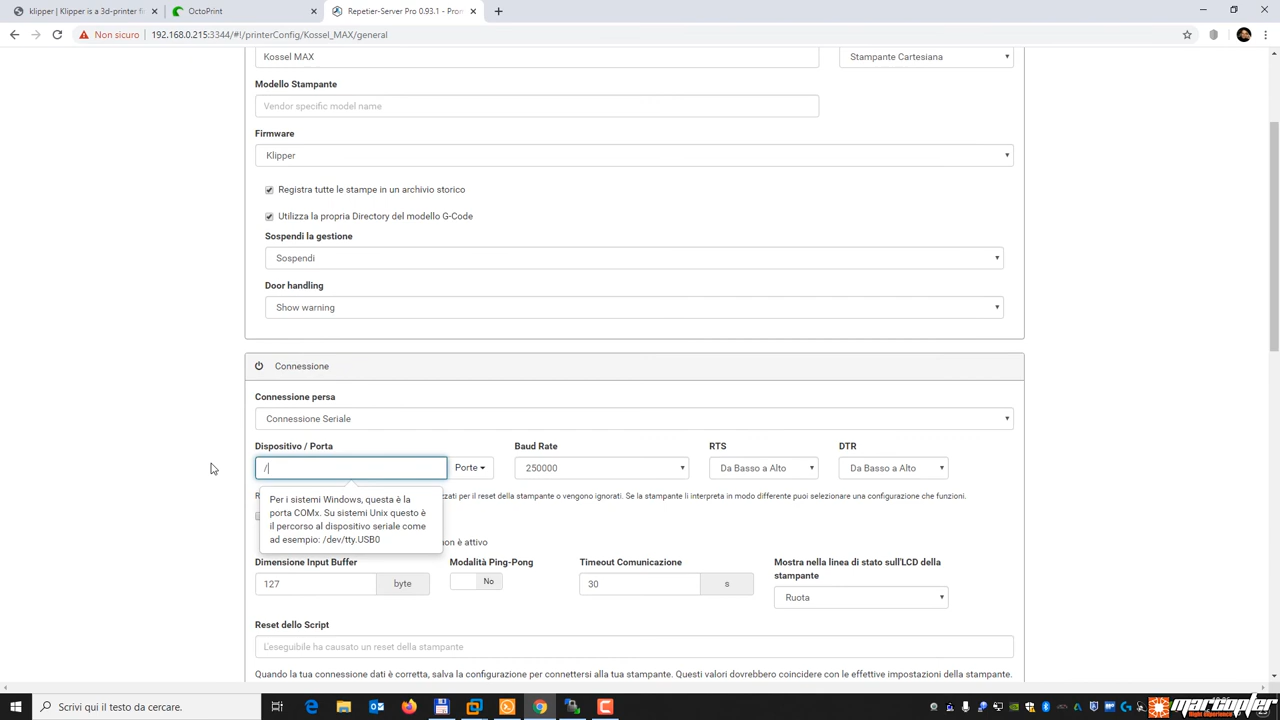 klipper | Klipper is a 3d-printer fi
OctoPrint
Repetier-Server Pro 0.93.1 - Pron
Non sicuro
192.168.0.215:3344/#!/printerConfig/Kossel_MAX/general
Kossel MAX
Stampante Cartesiana
Modello Stampante
Vendor specific model name
Firmware
Klipper
Registra tutte le stampe in un archivio storico
Utilizza la propria Directory del modello G-Code
Sospendi la gestione
Sospendi
Door handling
Show warning
Connessione
Connessione persa
Connessione Seriale
Dispositivo / Porta
Baud Rate
RTS
DTR
/
Porte
250000
Da Basso a Alto
Da Basso a Alto
izzati per il reset della stampante o vengono ignorati. Se la stampante li interpreta in modo differente puoi selezionare una configurazione che funzioni.
Per i sistemi Windows, questa è la
porta COMx. Su sistemi Unix questo è
il percorso al dispositivo seriale come
ad esempio: /dev/tty.USB0
on è attivo
Dimensione Input Buffer
Modalità Ping-Pong
Timeout Comunicazione
Mostra nella linea di stato sull'LCD della
stampante
127
byte
No
30
s
Ruota
Reset dello Script
L'eseguibile ha causato un reset della stampante
Quando la tua connessione dati è corretta, salva la configurazione per connettersi alla tua stampante. Questi valori dovrebbero coincidere con le effettive impostazioni della stampante.
Scrivi qui il testo da cercare.
marcopter